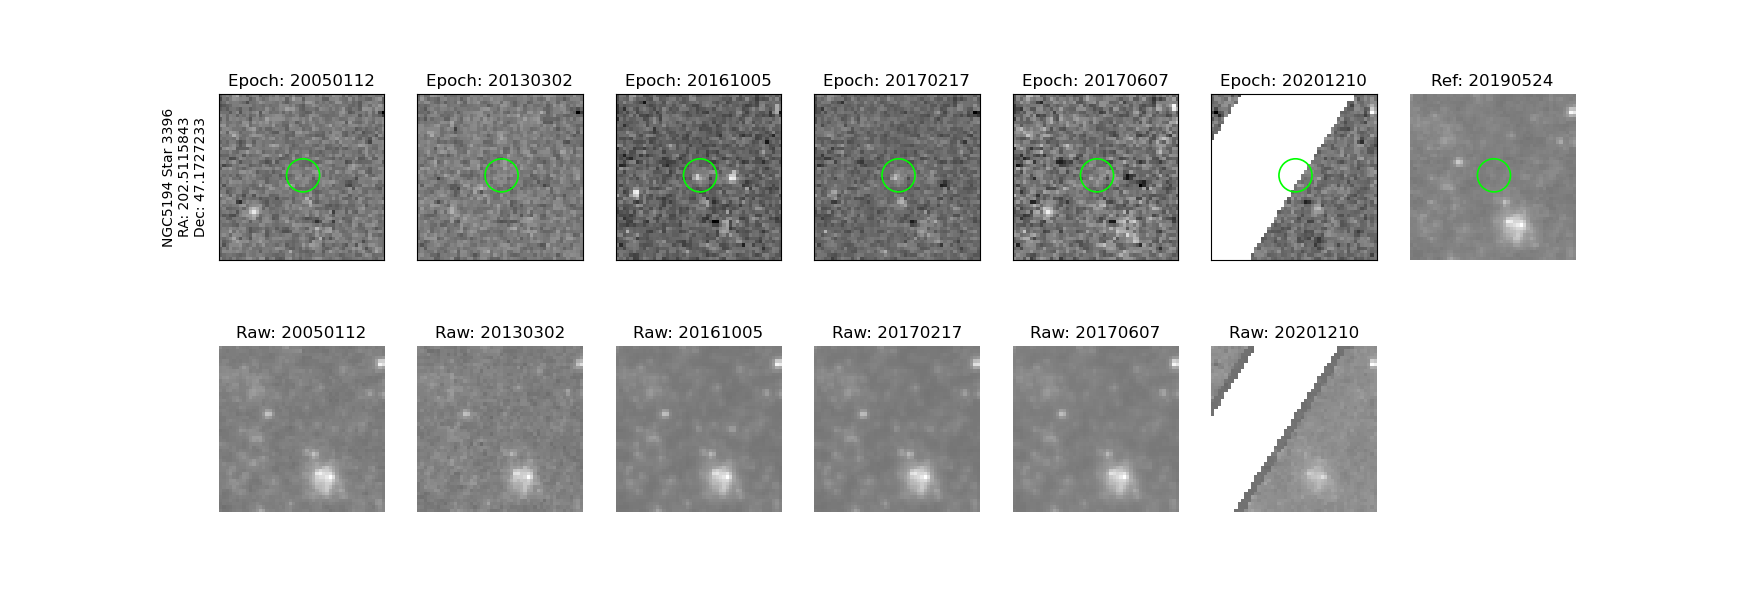 Epoch: 20050112
Epoch: 20130302
Epoch: 20161005
Epoch: 20170217
Epoch: 20170607
Epoch: 20201210
Ref: 20190524
NGC5194 Star 3396
RA: 202.5115843
Dec: 47.1727233
Raw: 20050112
Raw: 20130302
Raw: 20161005
Raw: 20170217
Raw: 20170607
Raw: 20201210